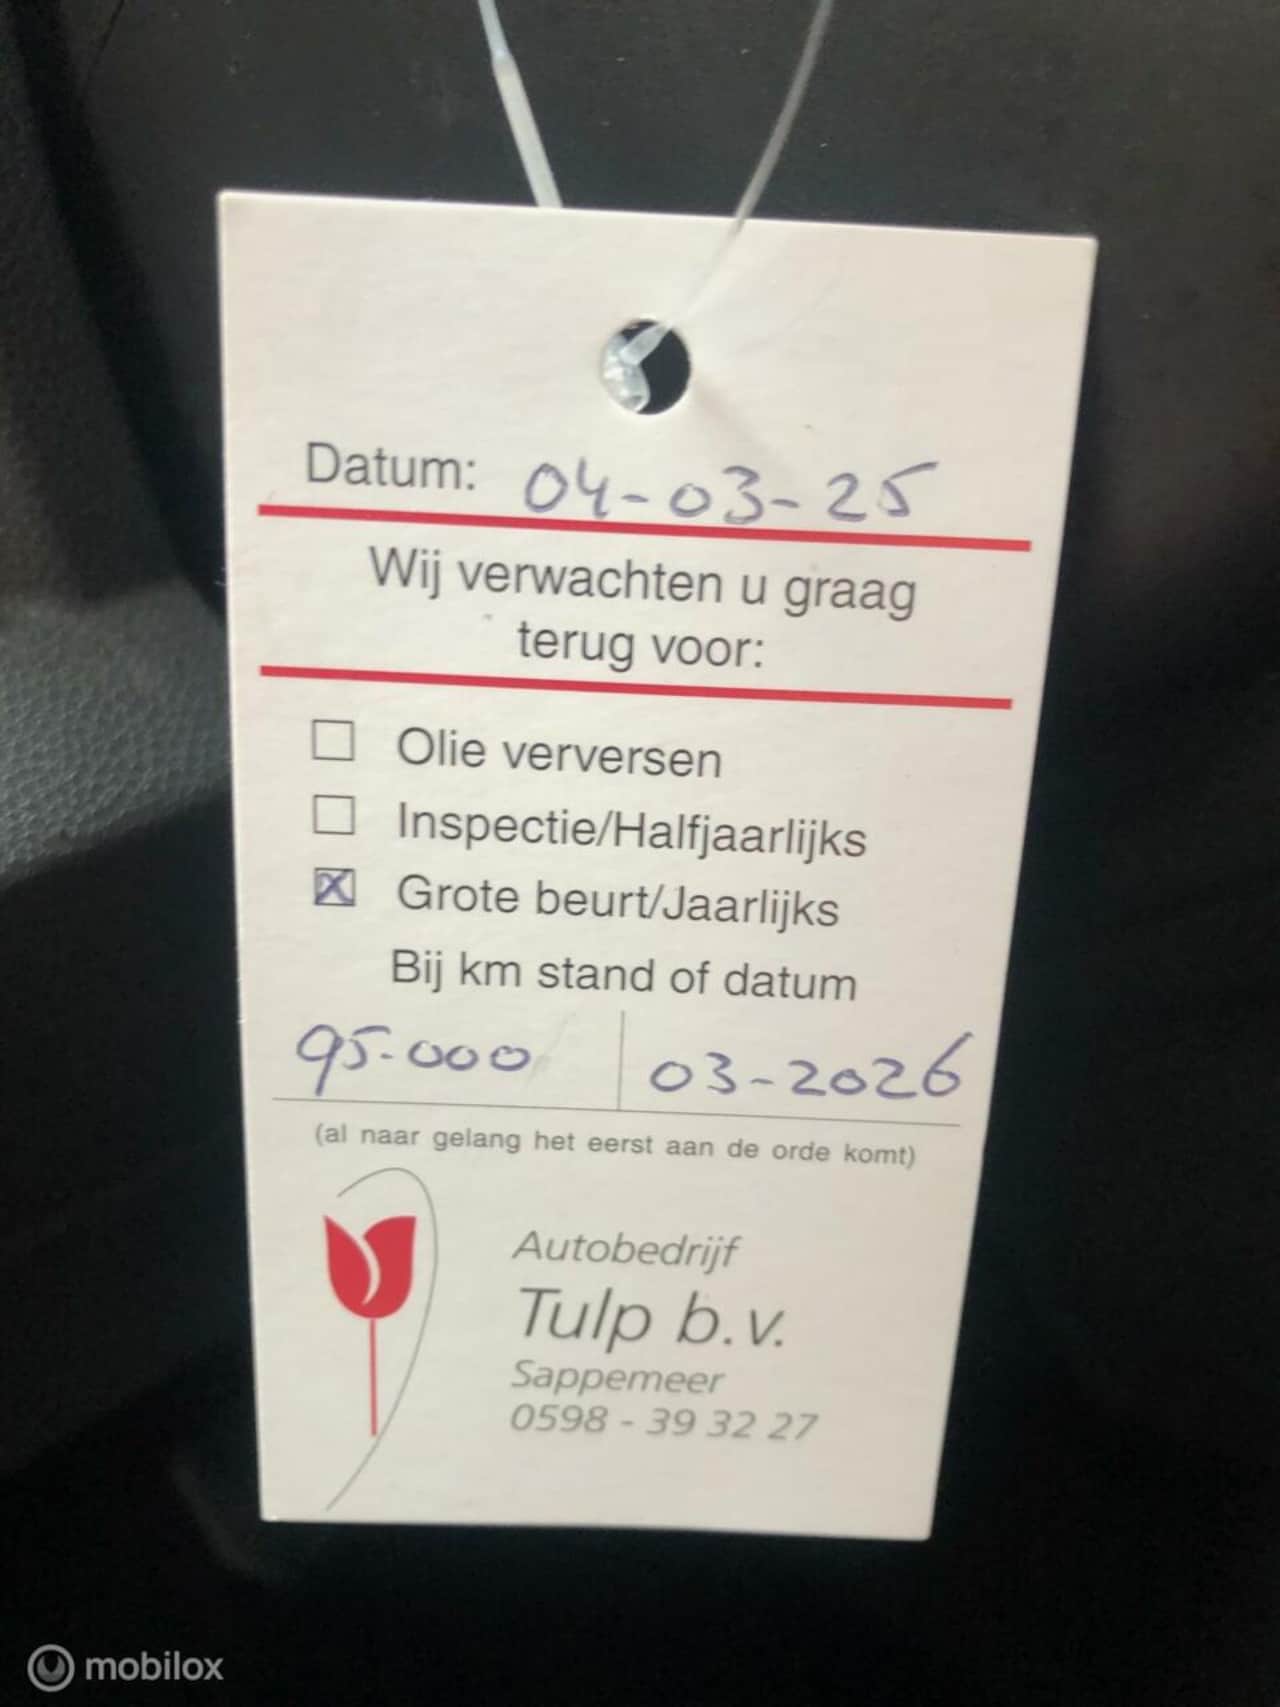 Datum: 04-03-25
Wij verwachten u graag
terug voor:
Olie verversen
Inspectie/Halfjaarlijks
X Grote beurt/Jaarlijks
Bij km stand of datum
95.000 03-2026
(al naar gelang het eerst aan de orde komt)
Autobedrijf
Tulp b.v.
Sappemeer
0598 - 39 32 27
mobilox